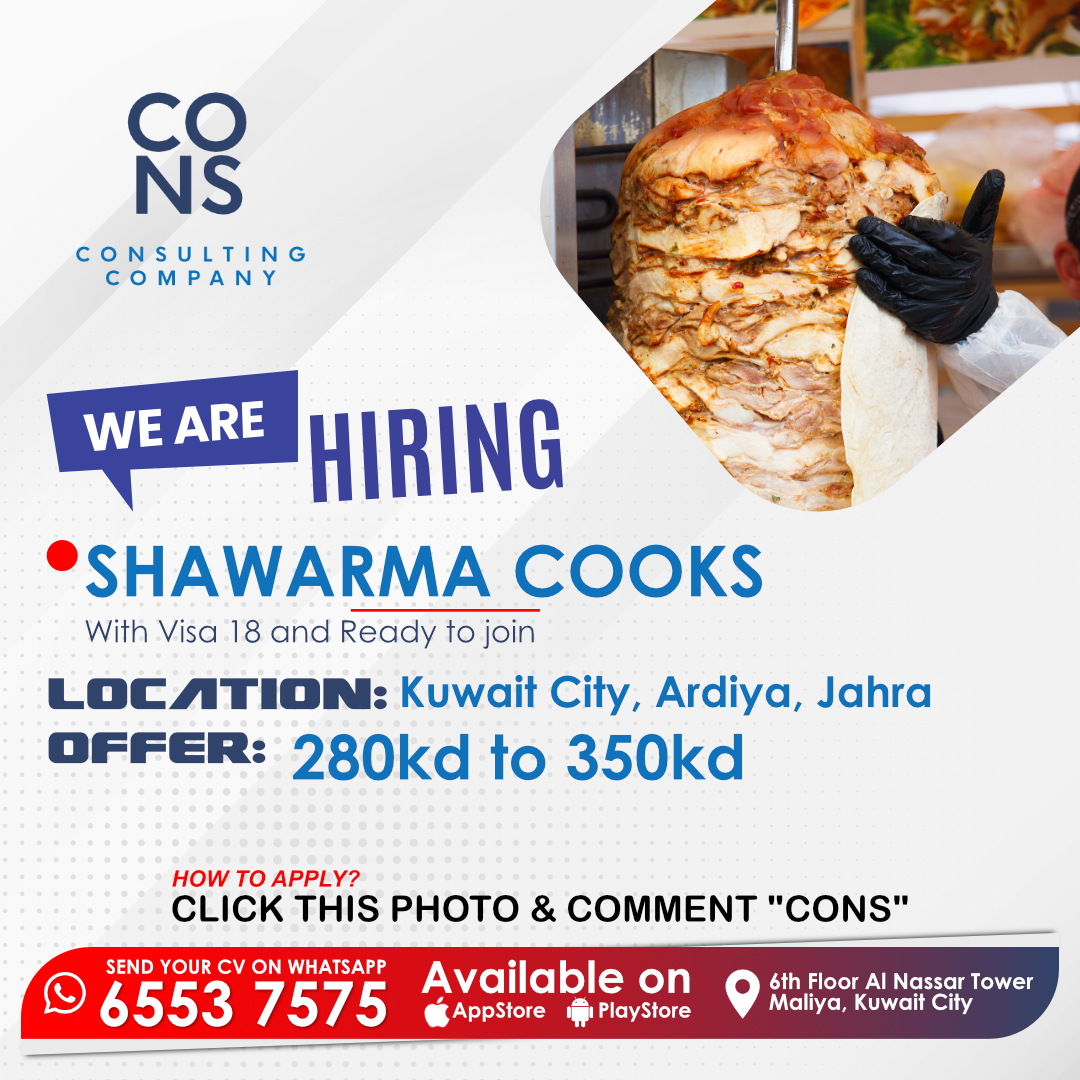 CO
NS
CONSULTING
COMPANY
WE ARE
HIRING
SHAWARMA COOKS
With Visa 18 and Ready to join
LOCATION: Kuwait City, Ardiya, Jahra
OFFER: 280kd to 350kd
HOW TO APPLY?
CLICK THIS PHOTO & COMMENT "CONS"
SEND YOUR CV ON WHATSAPP
6553 7575
Available on
AppStore PlayStore
6th Floor Al Nassar Tower
Maliya, Kuwait City